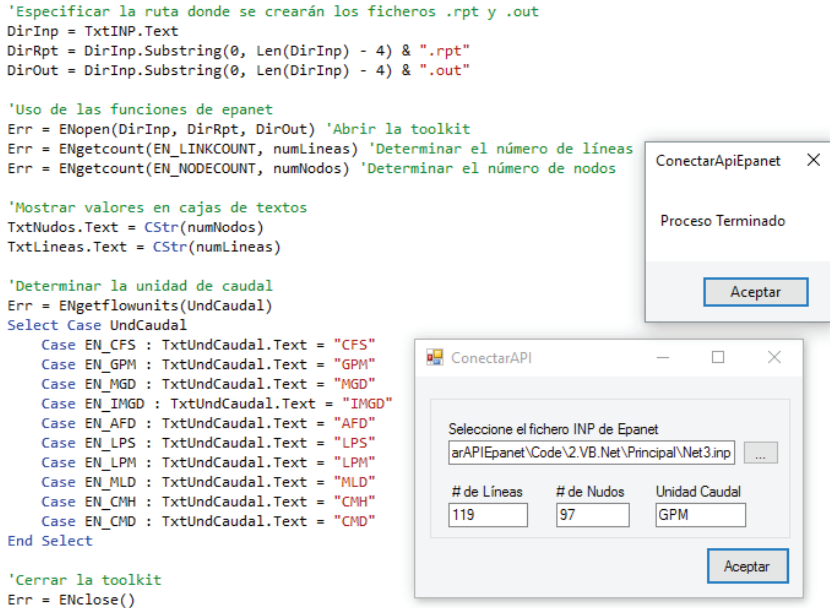 'Especificar la ruta donde se crearán los ficheros .rpt y .out
DirInp = TxtINP.Text
DirRpt = DirInp.Substring(0, Len(DirInp) - 4) & ".rpt"
DirOut = DirInp.Substring(0, Len(DirInp) - 4) & ".out"
'Uso de las funciones de epanet
Err = ENopen(DirInp, DirRpt, DirOut) 'Abrir la toolkit
Err = ENgetcount(EN_LINKCOUNT, numLineas) 'Determinar el número de líneas
Err = ENgetcount(EN_NODECOUNT, numNodos) 'Determinar el número de nodos
'Mostrar valores en cajas de textos
TxtNudos.Text = CStr(numNodos)
TxtLineas.Text = CStr(numLineas)
'Determinar la unidad de caudal
Err = ENgetflowunits(UndCaudal)
Select Case UndCaudal
Case EN_CFS : TxtUndCaudal.Text = "CFS"
Case EN_GPM : TxtUndCaudal.Text = "GPM"
Case EN_MGD : TxtUndCaudal.Text = "MGD"
Case EN_IMGD : TxtUndCaudal.Text = "IMGD"
Case EN_AFD : TxtUndCaudal.Text = "AFD"
Case EN_LPS : TxtUndCaudal.Text = "LPS"
Case EN_LPM : TxtUndCaudal.Text = "LPM"
Case EN_MLD : TxtUndCaudal.Text = "MLD"
Case EN_CMH : TxtUndCaudal.Text = "CMH"
Case EN_CMD : TxtUndCaudal.Text = "CMD"
End Select
'Cerrar la toolkit
Err = ENclose()
ConectarApiEpanet
Proceso Terminado
Aceptar
ConectarAPI
Seleccione el fichero INP de Epanet
arAPIEpanet\Code\2.VB.Net\Principal\Net3.inp ...
# de Líneas # de Nudos Unidad Caudal
119 97 GPM
Aceptar